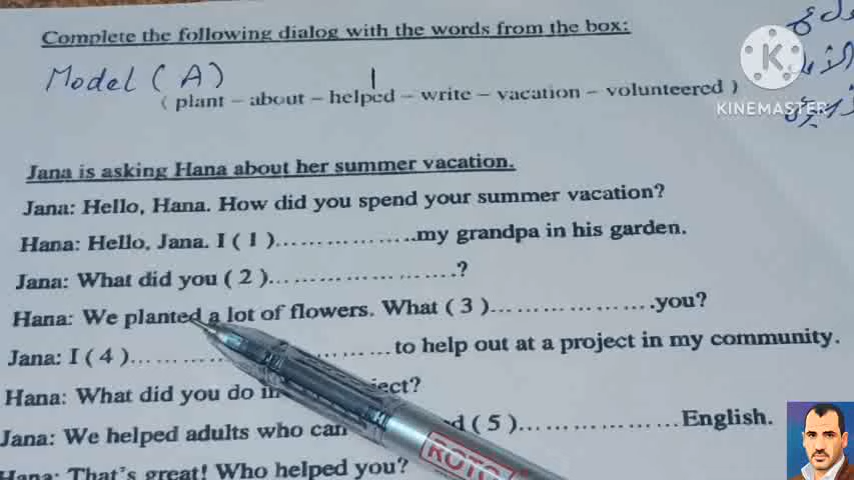 Complete the following dialog with the words from the box:
Model ( A )
1
( plant – about – helped – write – vacation – volunteered )
KINEMASTER
Jana is asking Hana about her summer vacation.
Jana: Hello, Hana. How did you spend your summer vacation?
Hana: Hello, Jana. I ( 1 )………………..my grandpa in his garden.
Jana: What did you ( 2 )…………………….?
Hana: We planted a lot of flowers. What ( 3 )………………….you?
Jana: I ( 4 )…………… to help out at a project in my community.
Hana: What did you do
Jana: We helped adults who can ( 5 )………………… English.
Hana: That's great! Who helped you?
ROTO